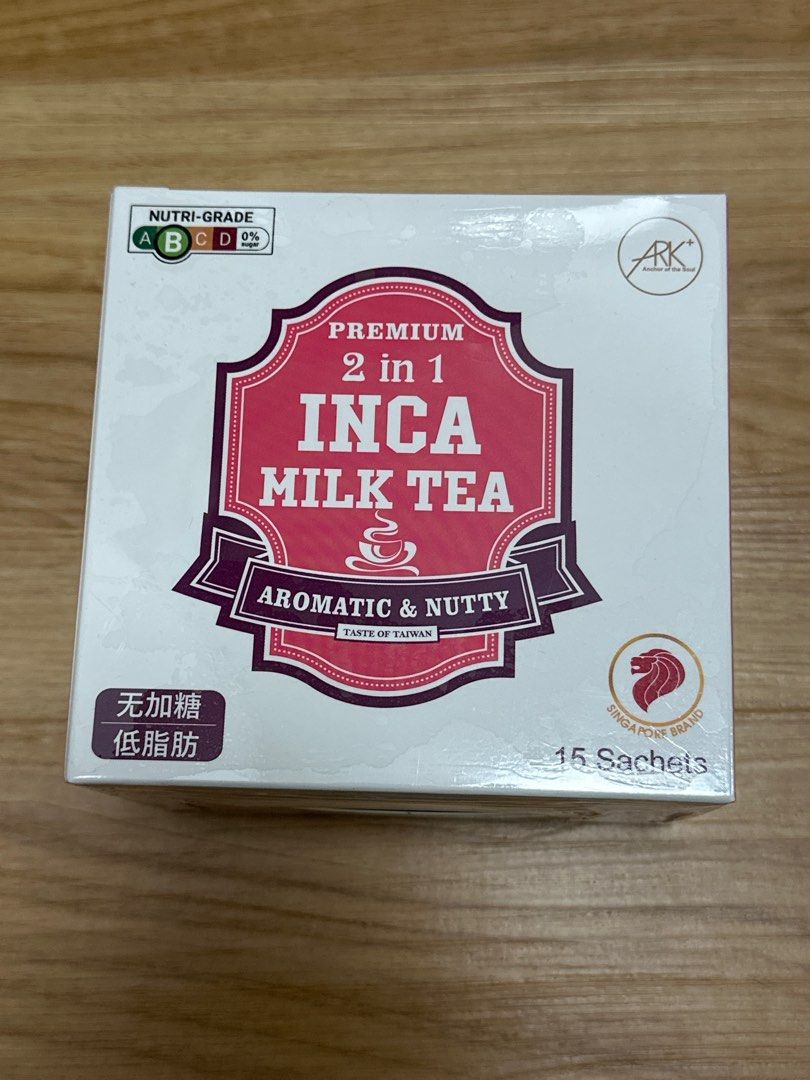 NUTRI-GRADE
A B C D 0% sugar
ARK+
Anchor of the Soul
PREMIUM
2 in 1
INCA
MILK TEA
AROMATIC & NUTTY
TASTE OF TAIWAN
无加糖
低脂肪
SINGAPORE BRAND
15 Sachets